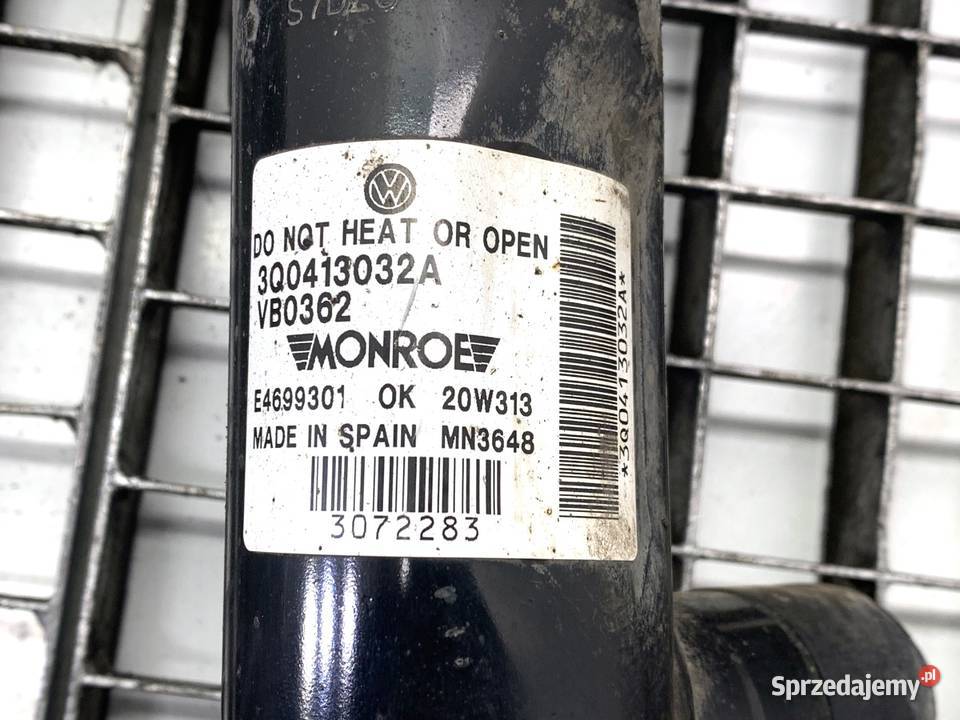 DO NOT HEAT OR OPEN
3Q0413032A
VB0362
MONROE
E4699301 OK 20W313
MADE IN SPAIN MN3648
3072283
*3Q0413032A*
Sprzedajemy.pl